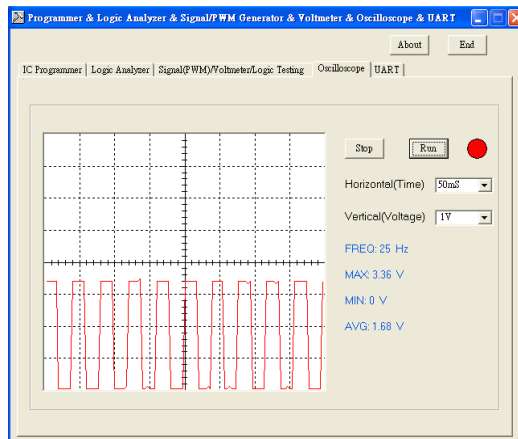 Programmer & Logic Analyzer & Signal/PWM Generator & Voltmeter & Oscilloscope & UART
About End
IC Programmer Logic Analyzer Signal(PWM)/Voltmeter/Logic Testing Oscilloscope UART
Stop Run
Horizontal(Time) 50mS
Vertical(Voltage) 1V
FREQ: 25 Hz
MAX: 3.36 V
MIN: 0 V
AVG: 1.68 V